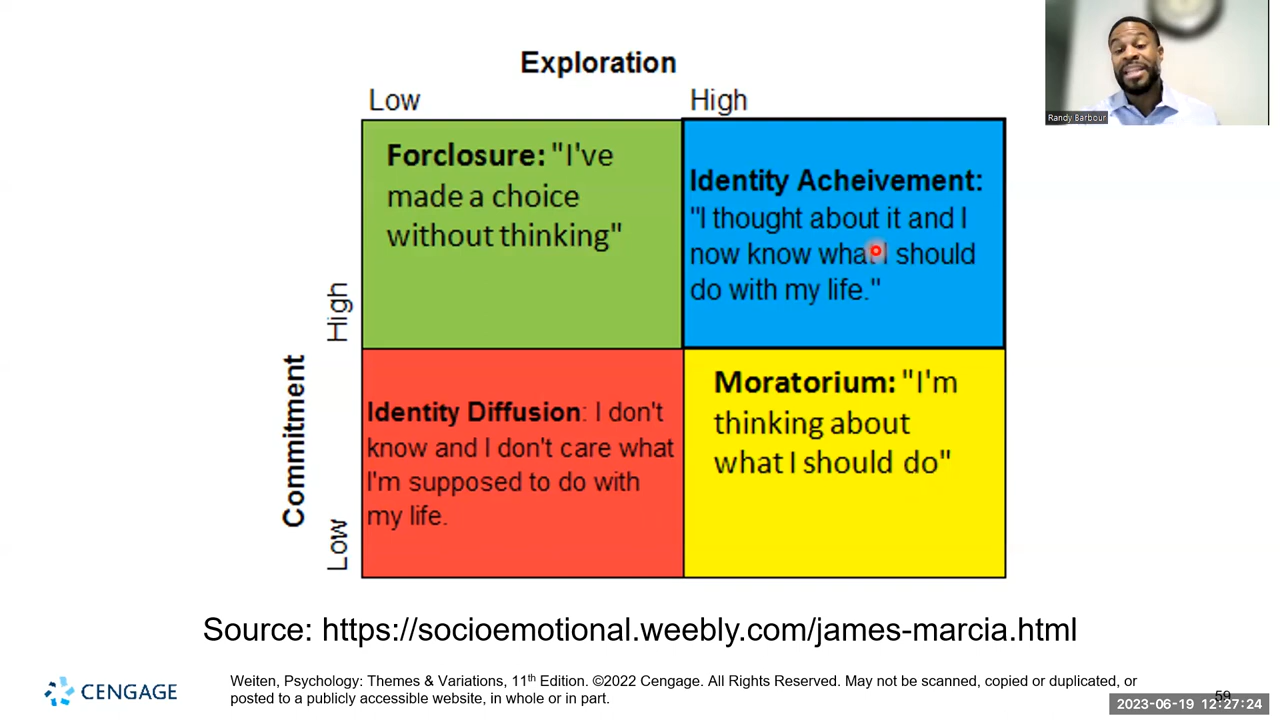 Exploration
Low
High
Forclosure: "I've
made a choice
without thinking"
Identity Acheivement:
"I thought about it and I
now know what I should
do with my life."
High
Commitment
Low
Identity Diffusion: I don't
know and I don't care what
I'm supposed to do with
my life.
Moratorium: "I'm
thinking about
what I should do"
Source: https://socioemotional.weebly.com/james-marcia.html
CENGAGE
Weiten, Psychology: Themes & Variations, 11th Edition. ©2022 Cengage. All Rights Reserved. May not be scanned, copied or duplicated, or
posted to a publicly accessible website, in whole or in part.
59
2023-06-19 12:27:24
Randy Barbour